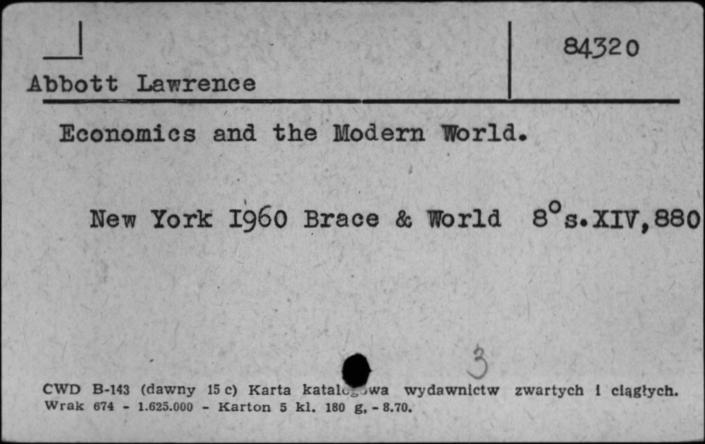 84320
Abbott Lawrence
Economics and the Modern World.
New York 1960 Brace & World 8°s.XIV,880
3
CWD B-143 (dawny 15 c) Karta katalogowa wydawnictw zwartych i ciągłych.
Wrak 674 - 1.625.000 - Karton 5 kl. 180 g. - 8.70.